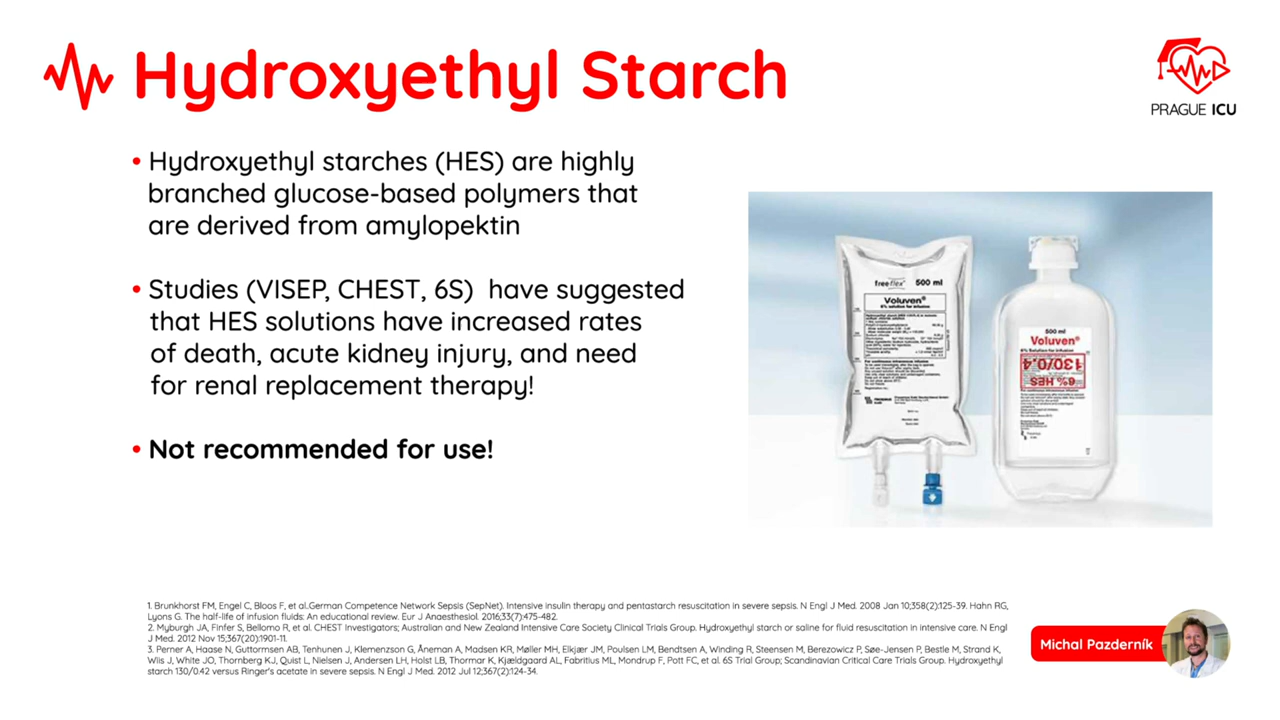 Hydroxyethyl Starch
PRAGUE ICU
• Hydroxyethyl starches (HES) are highly
branched glucose-based polymers that
are derived from amylopektin
• Studies (VISEP, CHEST, 6S) have suggested
that HES solutions have increased rates
of death, acute kidney injury, and need
for renal replacement therapy!
• Not recommended for use!
freeflex® 500 ml
Voluven®
6% solution for infusion
500 ml
Voluven®
6% Solution for Infusion
6% HES
130/0.4
1. Brunkhorst FM, Engel C, Bloos F, et al.German Competence Network Sepsis (SepNet). Intensive insulin therapy and pentastarch resuscitation in severe sepsis. N Engl J Med. 2008 Jan 10;358(2):125-39. Hahn RG,
Lyons G. The half-life of infusion fluids: An educational review. Eur J Anaesthesiol. 2016;33(7):475-482.
2. Myburgh JA, Finfer S, Bellomo R, et al. CHEST Investigators; Australian and New Zealand Intensive Care Society Clinical Trials Group. Hydroxyethyl starch or saline for fluid resuscitation in intensive care. N Engl
J Med. 2012 Nov 15;367(20):1901-11.
3. Perner A, Haase N, Guttormsen AB, Tenhunen J, Klemenzson G, Åneman A, Madsen KR, Møller MH, Elkjær JM, Poulsen LM, Bendtsen A, Winding R, Steensen M, Berezowicz P, Søe-Jensen P, Bestle M, Strand K,
Wiis J, White JO, Thornberg KJ, Quist L, Nielsen J, Andersen LH, Holst LB, Thormar K, Kjældgaard AL, Fabritius ML, Mondrup F, Pott FC, et al. 6S Trial Group; Scandinavian Critical Care Trials Group. Hydroxyethyl
starch 130/0.42 versus Ringer's acetate in severe sepsis. N Engl J Med. 2012 Jul 12;367(2):124-34.
Michal Pazderník